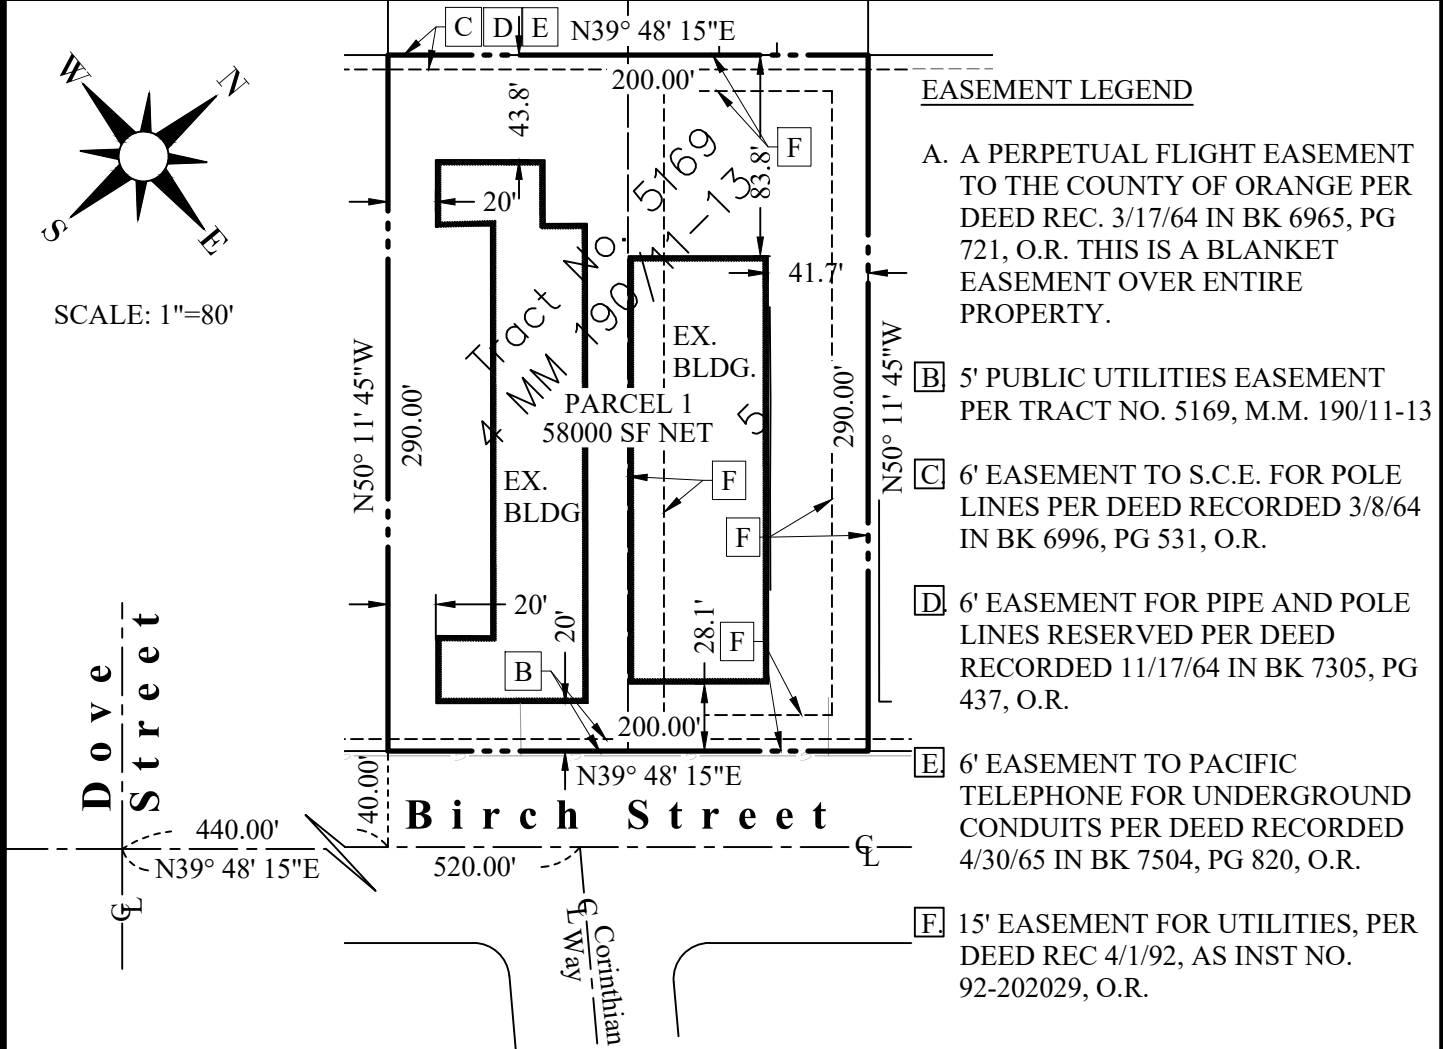 C D E N39° 48' 15"E
W
N
S
E
SCALE: 1"=80'
200.00'
43.8'
83.8'
F
20'
41.7'
Tract No. 5169
MM 190/11-13
4
5
EX.
BLDG.
PARCEL 1
58000 SF NET
N50° 11' 45"W
290.00'
290.00'
N50° 11' 45"W
EX.
BLDG
F
F
20'
20'
28.1'
F
B
200.00'
N39° 48' 15"E
40.00'
Birch Street
Dove
Street
440.00'
N39° 48' 15"E
520.00'
CL
CL
CL
Corinthian
Way
EASEMENT LEGEND
A. A PERPETUAL FLIGHT EASEMENT
TO THE COUNTY OF ORANGE PER
DEED REC. 3/17/64 IN BK 6965, PG
721, O.R. THIS IS A BLANKET
EASEMENT OVER ENTIRE
PROPERTY.
B. 5' PUBLIC UTILITIES EASEMENT
PER TRACT NO. 5169, M.M. 190/11-13
C. 6' EASEMENT TO S.C.E. FOR POLE
LINES PER DEED RECORDED 3/8/64
IN BK 6996, PG 531, O.R.
D. 6' EASEMENT FOR PIPE AND POLE
LINES RESERVED PER DEED
RECORDED 11/17/64 IN BK 7305, PG
437, O.R.
E. 6' EASEMENT TO PACIFIC
TELEPHONE FOR UNDERGROUND
CONDUITS PER DEED RECORDED
4/30/65 IN BK 7504, PG 820, O.R.
F. 15' EASEMENT FOR UTILITIES, PER
DEED REC 4/1/92, AS INST NO.
92-202029, O.R.